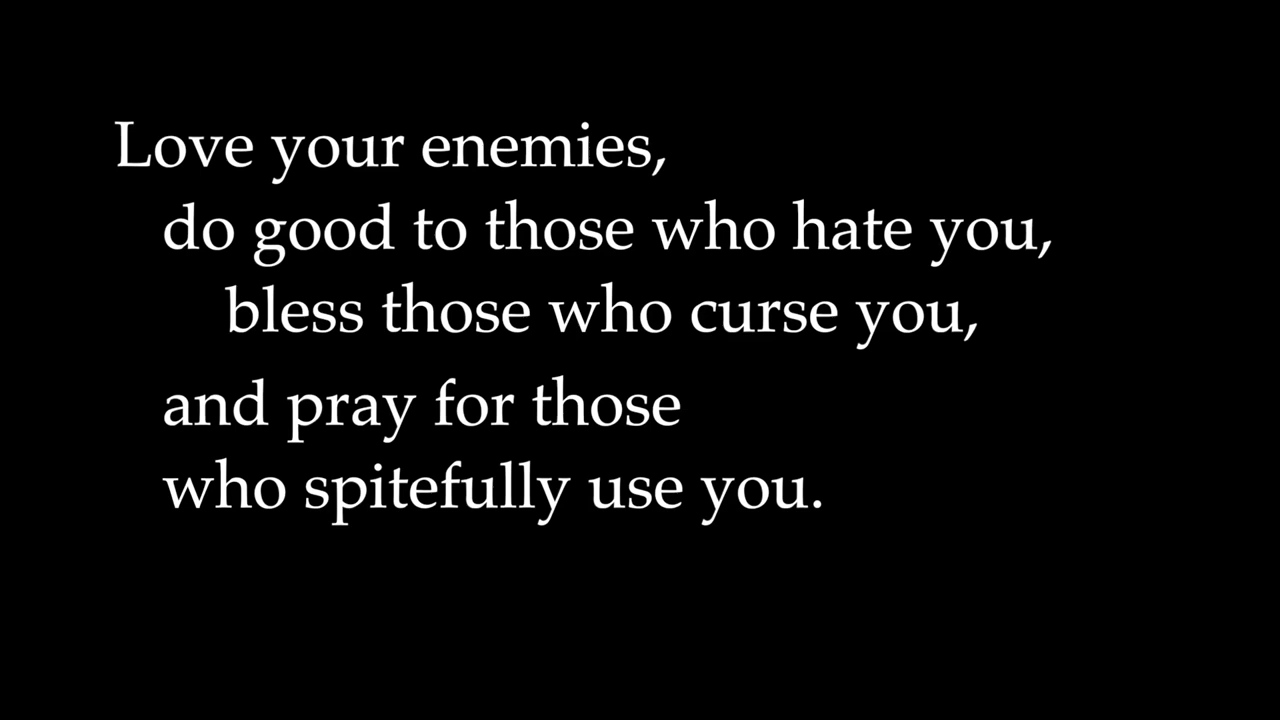 Love your enemies,
do good to those who hate you,
bless those who curse you,
and pray for those
who spitefully use you.